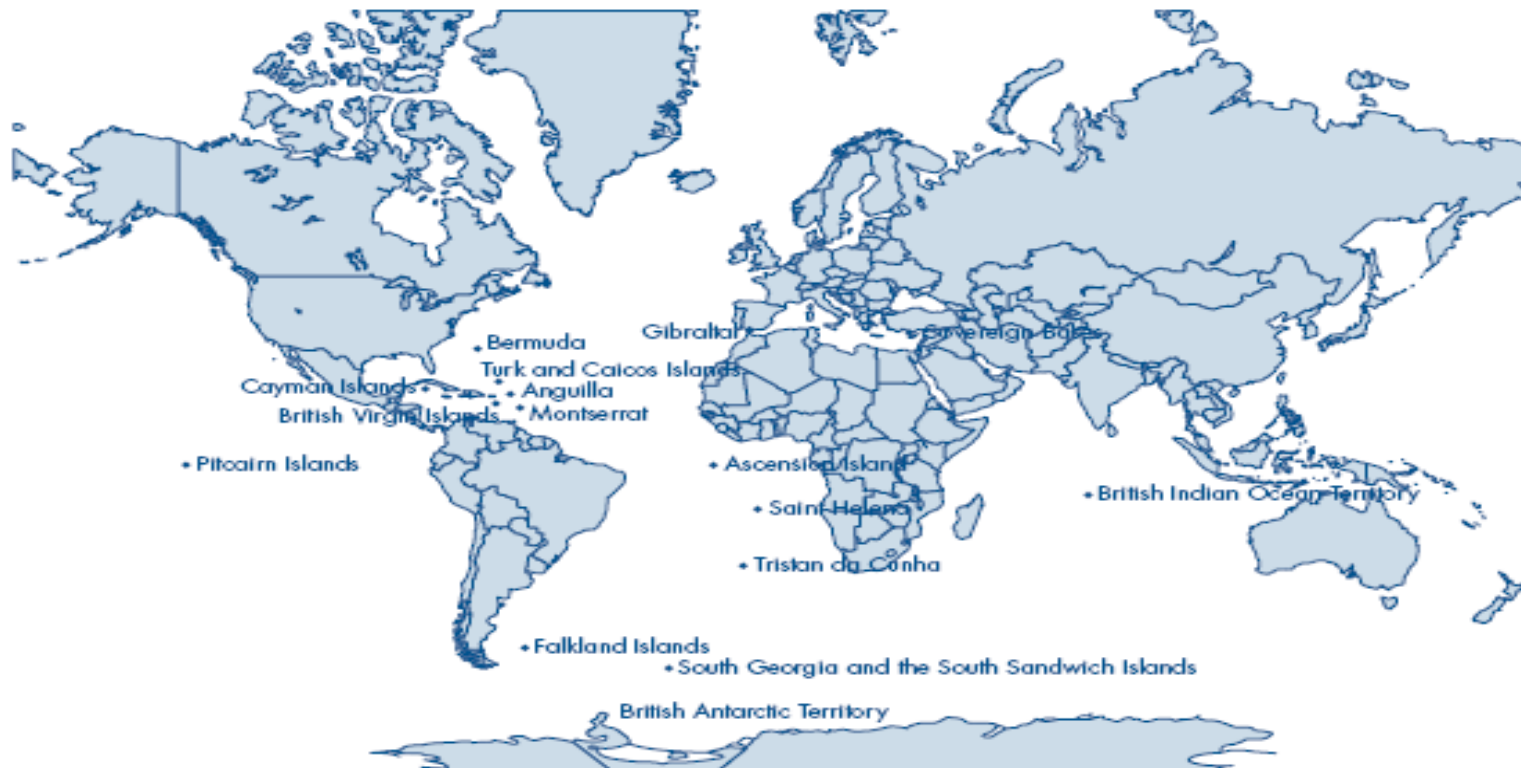 Gibraltar
Sovereign Bases
Bermuda
Turk and Caicos Islands
Cayman Islands
Anguilla
British Virgin Islands
Montserrat
Pitcairn Islands
Ascension Island
British Indian Ocean Territory
Saint Helena
Tristan da Cunha
Falkland Islands
South Georgia and the South Sandwich Islands
British Antarctic Territory